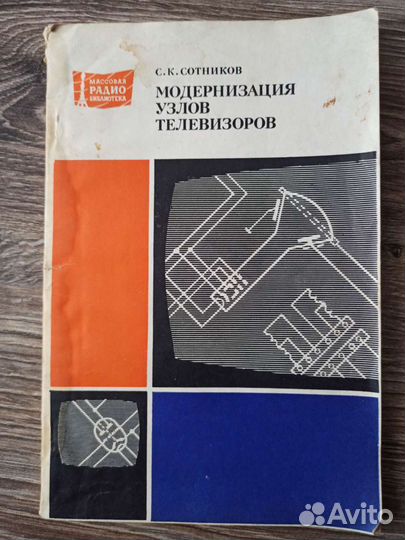 МАССОВАЯ
РАДИО
БИБЛИОТЕКА
С. К. СОТНИКОВ
МОДЕРНИЗАЦИЯ
УЗЛОВ
ТЕЛЕВИЗОРОВ
Avito